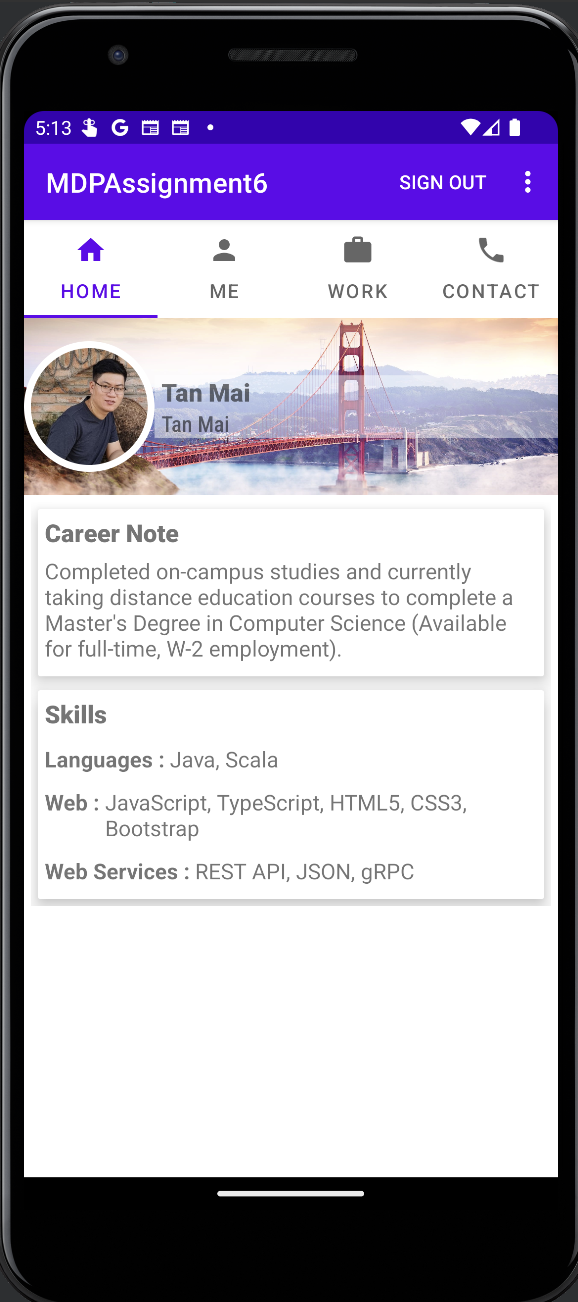 5:13
MDPAssignment6
SIGN OUT
HOME
ME
WORK
CONTACT
Tan Mai
Tan Mai
Career Note
Completed on-campus studies and currently
taking distance education courses to complete a
Master's Degree in Computer Science (Available
for full-time, W-2 employment).
Skills
Languages : Java, Scala
Web : JavaScript, TypeScript, HTML5, CSS3,
Bootstrap
Web Services : REST API, JSON, gRPC